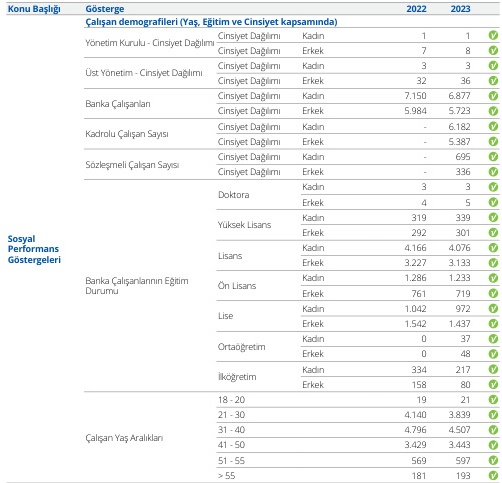 Konu Başlığı Gösterge 2022 2023
Çalışan demografileri (Yaş, Eğitim ve Cinsiyet kapsamında)
Yönetim Kurulu - Cinsiyet Dağılımı Cinsiyet Dağılımı Kadın 1 1
Cinsiyet Dağılımı Erkek 7 8
Üst Yönetim - Cinsiyet Dağılımı Cinsiyet Dağılımı Kadın 3 3
Cinsiyet Dağılımı Erkek 32 36
Banka Çalışanları Cinsiyet Dağılımı Kadın 7.150 6.877
Cinsiyet Dağılımı Erkek 5.984 5.723
Kadrolu Çalışan Sayısı Cinsiyet Dağılımı Kadın - 6.182
Cinsiyet Dağılımı Erkek - 5.387
Sözleşmeli Çalışan Sayısı Cinsiyet Dağılımı Kadın - 695
Cinsiyet Dağılımı Erkek - 336
Sosyal
Performans
Göstergeleri
Banka Çalışanlarının Eğitim
Durumu
Doktora Kadın 3 3
Erkek 4 5
Yüksek Lisans Kadın 319 339
Erkek 292 301
Lisans Kadın 4.166 4.076
Erkek 3.227 3.133
Ön Lisans Kadın 1.286 1.233
Erkek 761 719
Lise Kadın 1.042 972
Erkek 1.542 1.437
Ortaöğretim Kadın 0 37
Erkek 0 48
İlköğretim Kadın 334 217
Erkek 158 80
Çalışan Yaş Aralıkları
18 - 20 19 21
21 - 30 4.140 3.839
31 - 40 4.796 4.507
41 - 50 3.429 3.443
51 - 55 569 597
> 55 181 193